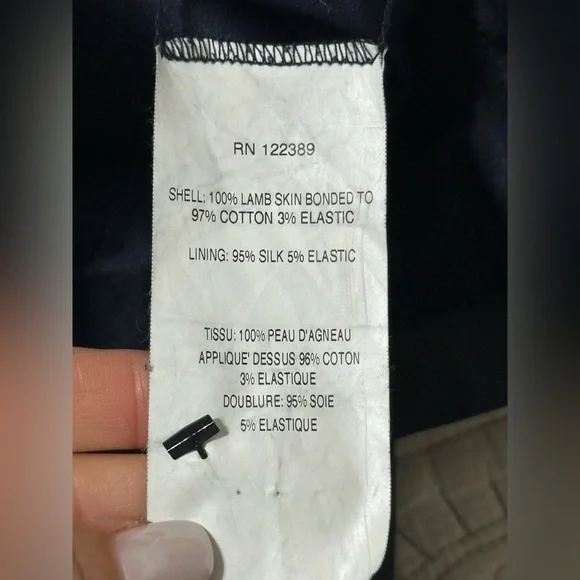 RN 122389
SHELL: 100% LAMB SKIN BONDED TO
97% COTTON 3% ELASTIC
LINING: 95% SILK 5% ELASTIC
TISSU: 100% PEAU D'AGNEAU
APPLIQUE' DESSUS 96% COTON
3% ELASTIQUE
DOUBLURE: 95% SOIE
5% ELASTIQUE